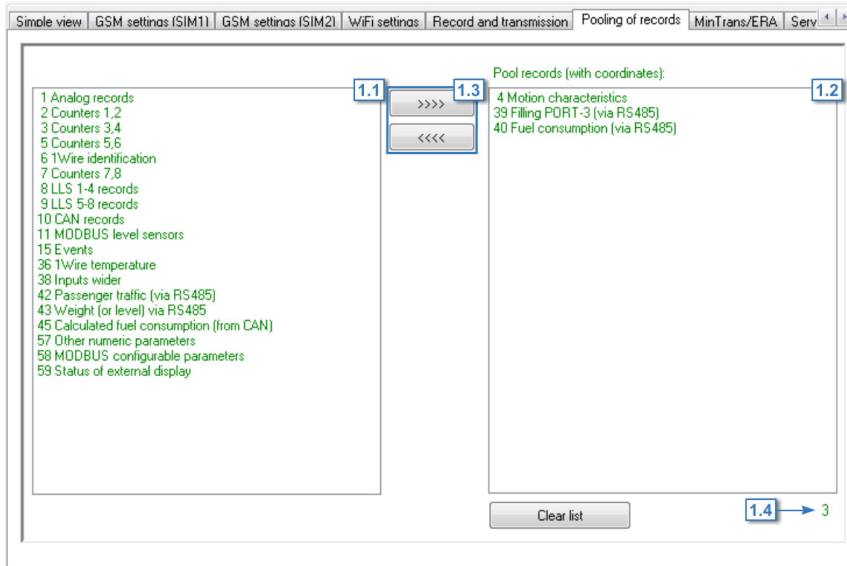 Simple view GSM settings (SIM1) GSM settings (SIM2) WiFi settings Record and transmission Pooling of records MinTrans/ERA Serv
Pool records (with coordinates):
1.1
1 Analog records
2 Counters 1,2
3 Counters 3,4
5 Counters 5,6
6 1Wire identification
7 Counters 7,8
8 LLS 1-4 records
9 LLS 5-8 records
10 CAN records
11 MODBUS level sensors
15 Events
36 1Wire temperature
38 Inputs wider
42 Passenger traffic (via RS485)
43 Weight (or level) via RS485
45 Calculated fuel consumption (from CAN)
57 Other numeric parameters
58 MODBUS configurable parameters
59 Status of external display
1.3
>>>>
<<<<
1.2
4 Motion characteristics
39 Filling PORT-3 (via RS485)
40 Fuel consumption (via RS485)
Clear list
1.4 3